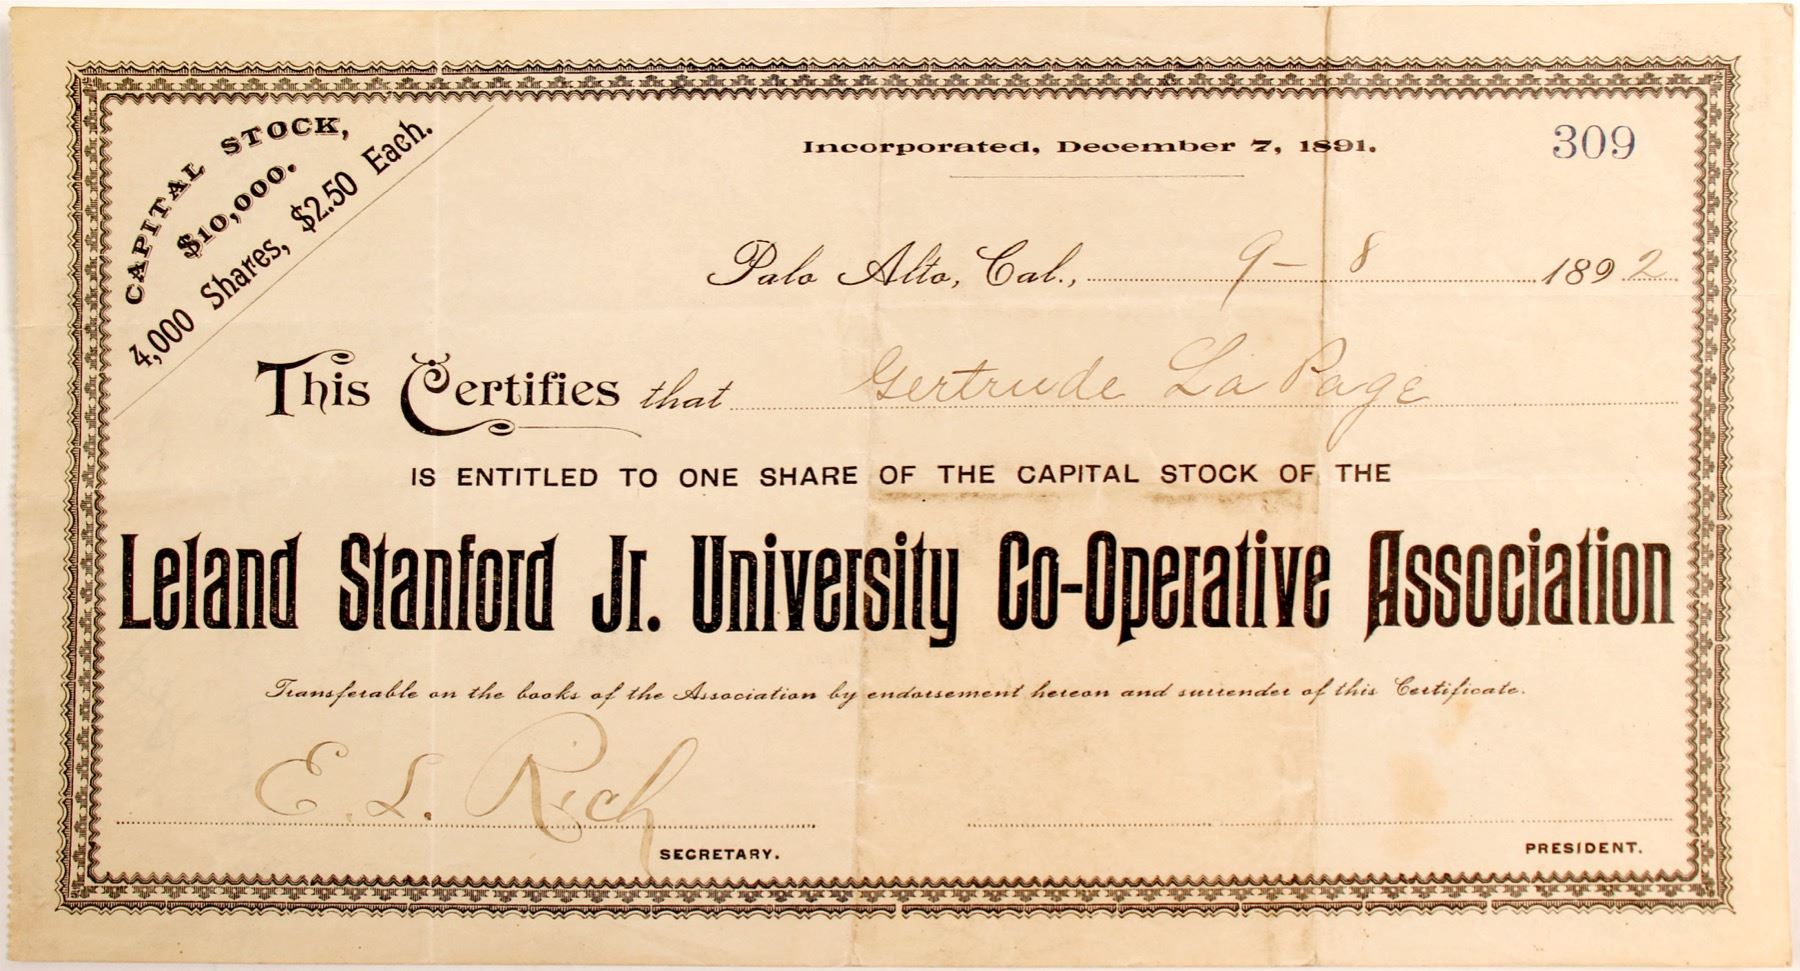 CAPITAL STOCK,
$10,000.
4,000 Shares, $2.50 Each.
Incorporated, December 7, 1891.
309
Palo Alto, Cal., 9-8 1892
This Certifies that Gertrude La Page
IS ENTITLED TO ONE SHARE OF THE CAPITAL STOCK OF THE
Leland Stanford Jr. University Co-Operative Association
Transferable on the books of the Association by endorsement hereon and surrender of this Certificate.
E. L. Rich
SECRETARY.
PRESIDENT.